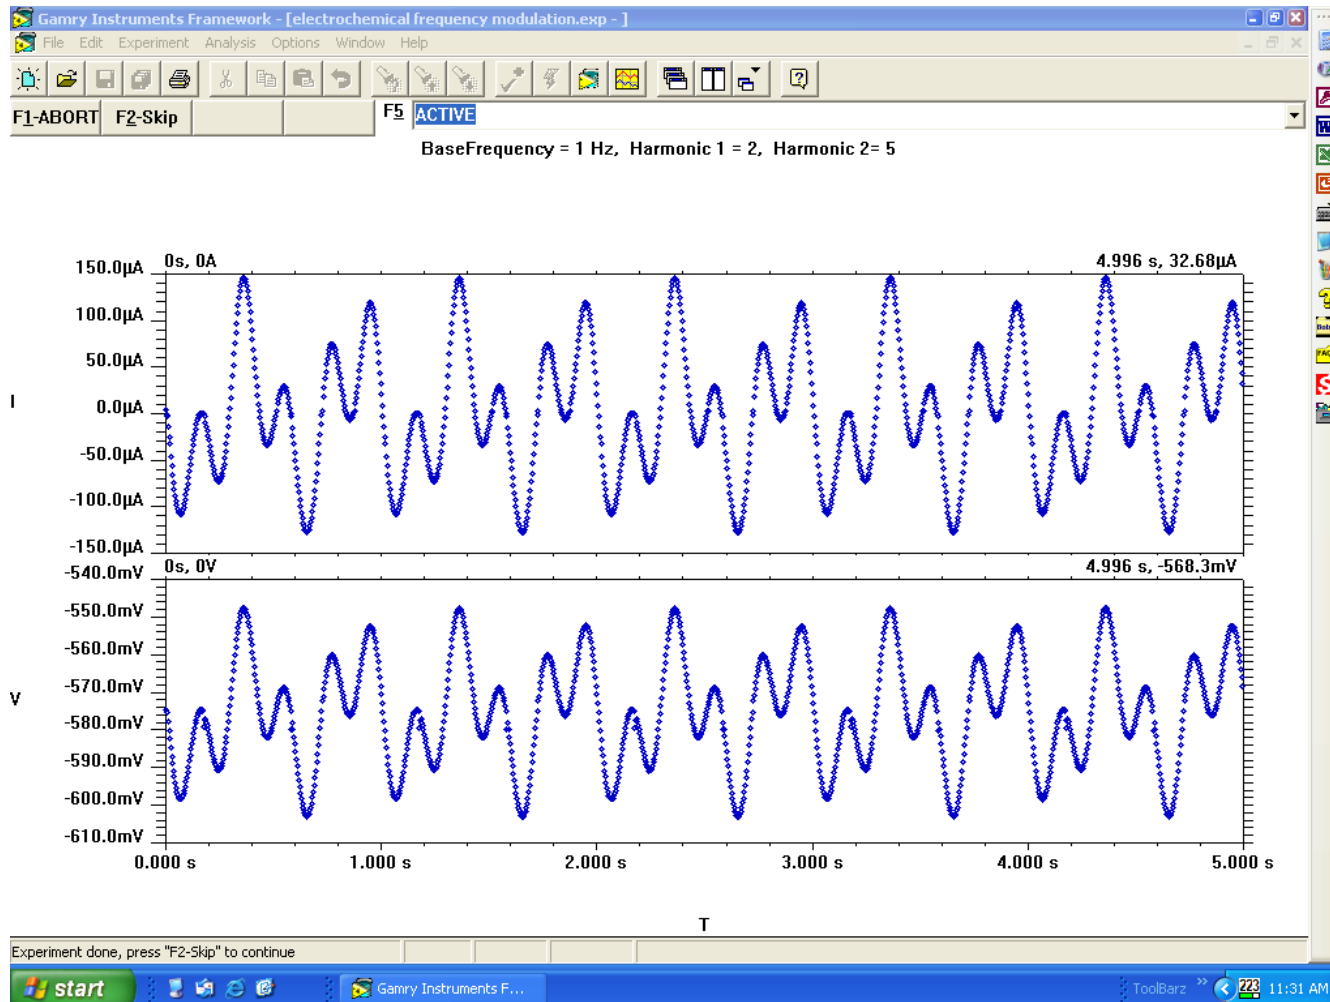 Gamry Instruments Framework - [electrochemical frequency modulation.exp - ]
File Edit Experiment Analysis Options Window Help
F1-ABORT F2-Skip F5 ACTIVE
BaseFrequency = 1 Hz, Harmonic 1 = 2, Harmonic 2= 5
0s, 0A 4.996 s, 32.68µA
150.0µA
100.0µA
50.0µA
I
0.0µA
-50.0µA
-100.0µA
-150.0µA
0s, 0V 4.996 s, -568.3mV
-540.0mV
-550.0mV
-560.0mV
-570.0mV
V
-580.0mV
-590.0mV
-600.0mV
-610.0mV
0.000 s 1.000 s 2.000 s 3.000 s 4.000 s 5.000 s
T
Experiment done, press "F2-Skip" to continue
start Gamry Instruments F... ToolBarz 223 11:31 AM